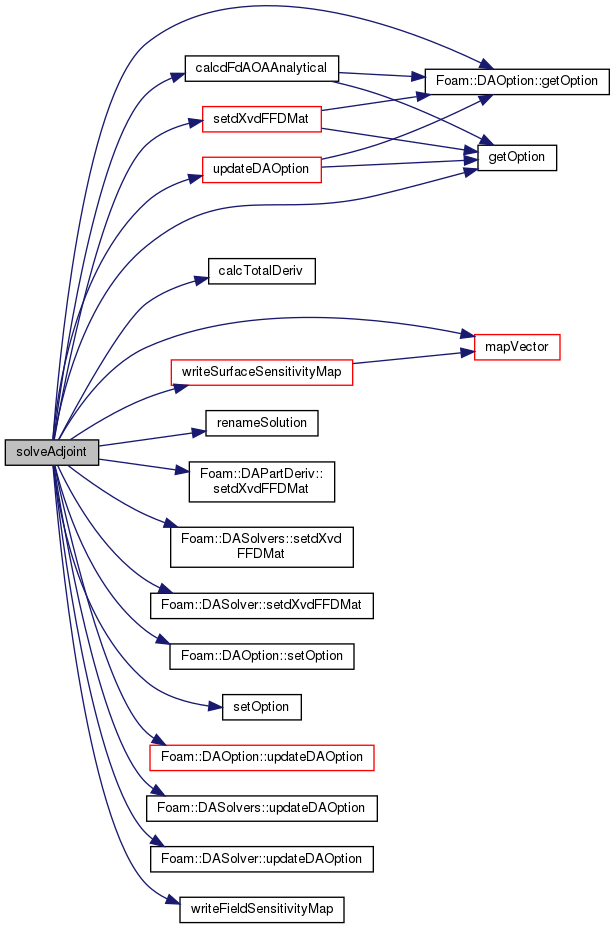 calcdFdAOAAnalytical
Foam::DAOption::getOption
setdXvdFFDMat
getOption
updateDAOption
calcTotalDeriv
mapVector
writeSurfaceSensitivityMap
renameSolution
solveAdjoint
Foam::DAPartDeriv::
setdXvdFFDMat
Foam::DASolvers::setdXvd
FFDMat
Foam::DASolver::setdXvdFFDMat
Foam::DAOption::setOption
setOption
Foam::DAOption::updateDAOption
Foam::DASolvers::updateDAOption
Foam::DASolver::updateDAOption
writeFieldSensitivityMap